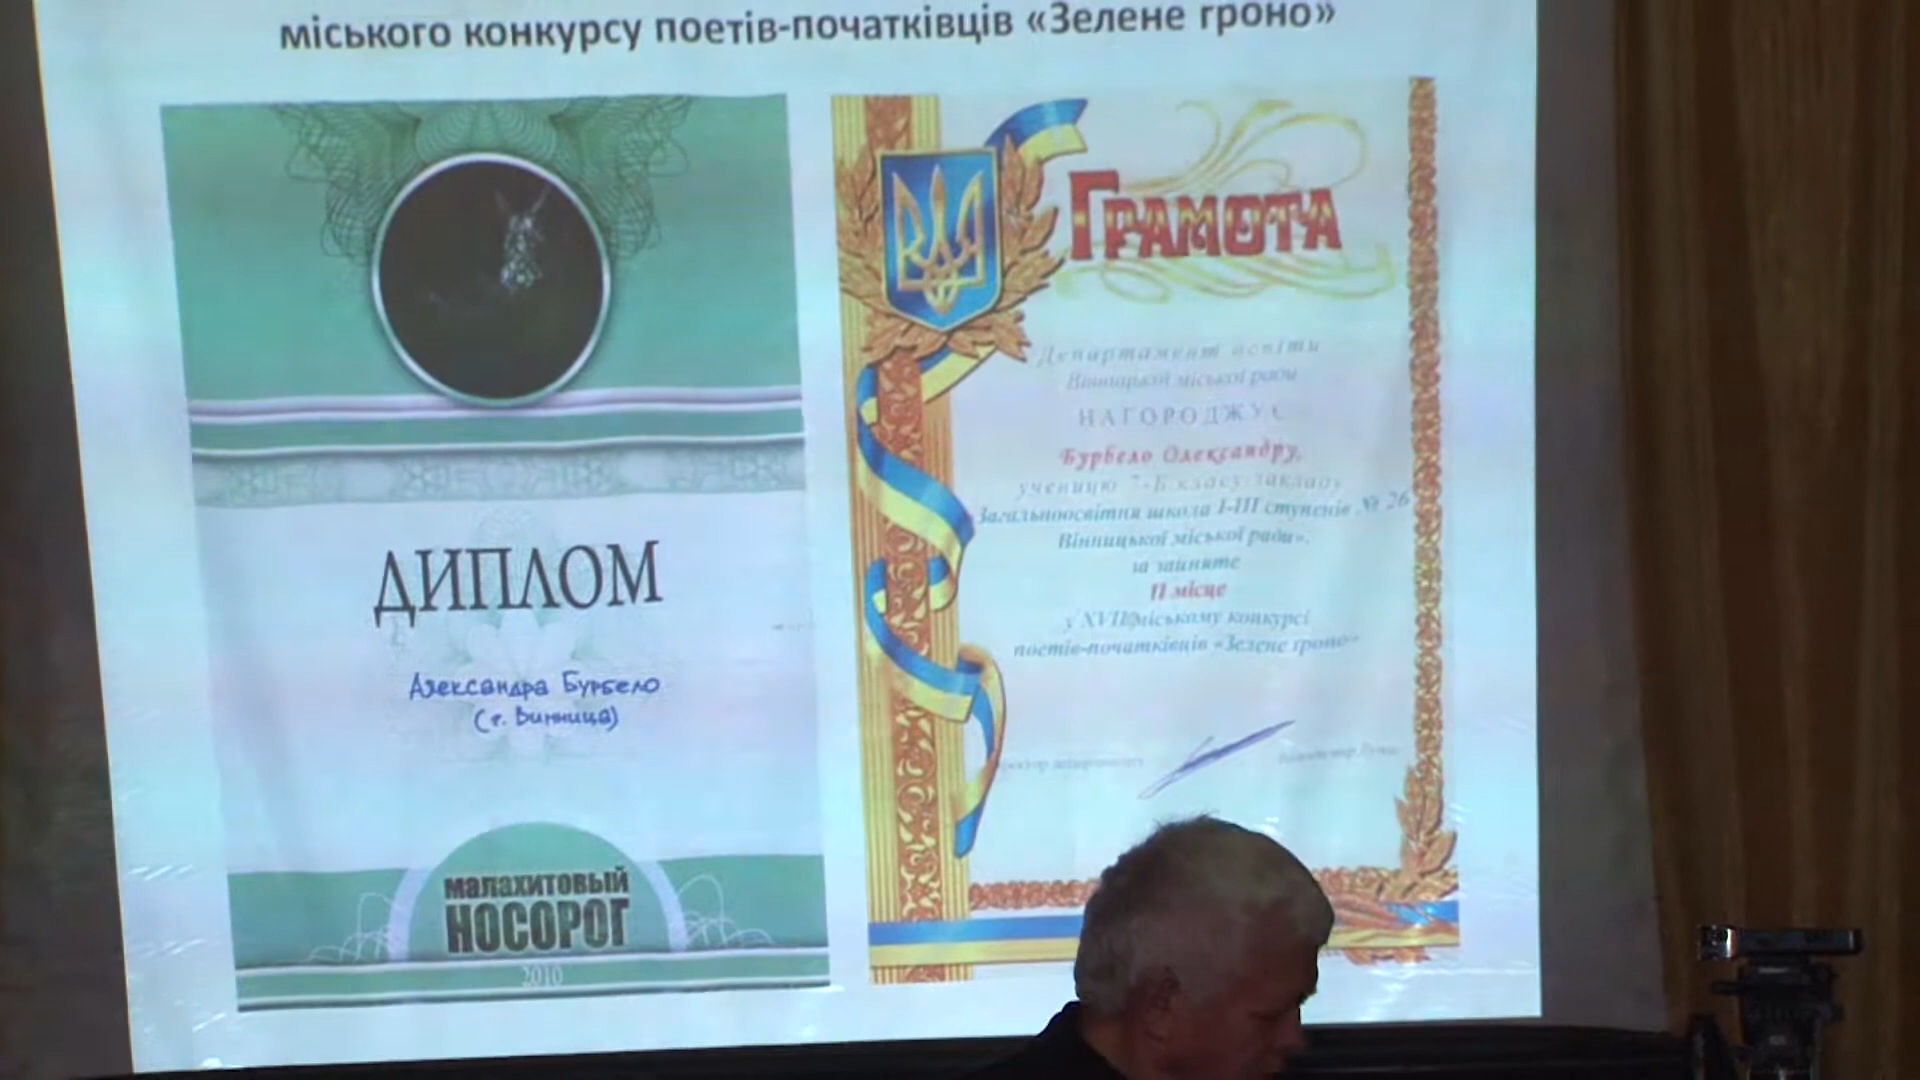 міського конкурсу поетів-початківців «Зелене гроно»
ДИПЛОМ
Александра Бурбело
(г. Винница)
малахитовый
НОСОРОГ
2010
ГРАМОТА
Департамент освіти
Вінницької міської ради
НАГОРОДЖУЄ
Бурбело Олександру,
ученицю 7-Б класу закладу
Загальноосвітня школа І-ІІІ ступенів № 26
Вінницької міської ради»,
за зайняте
ІІ місце
у XVII міському конкурсі
поетів-початківців «Зелене гроно»